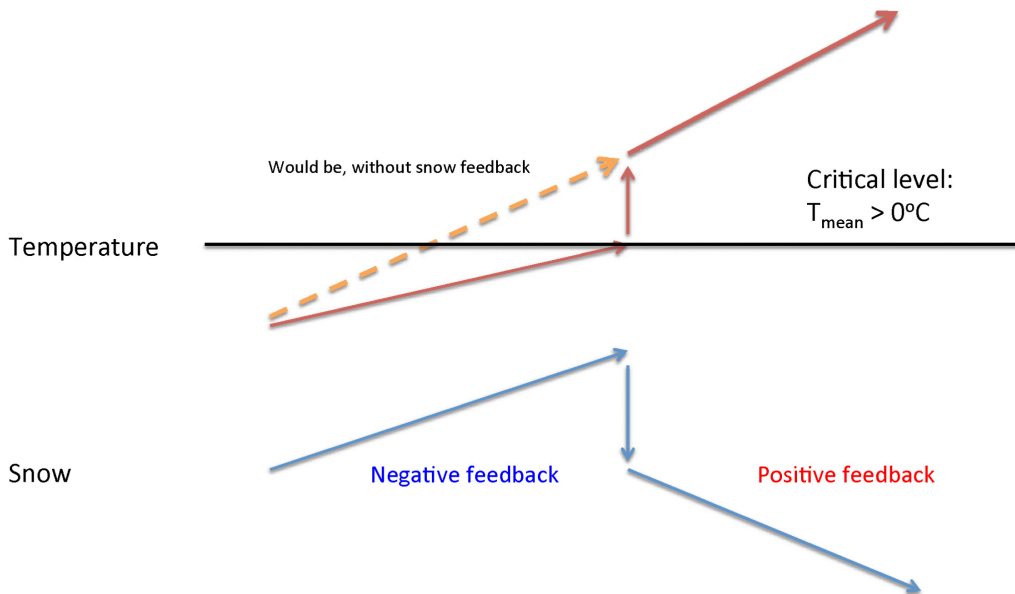 Would be, without snow feedback
Critical level:
Tmean > 0ºC
Temperature
Snow
Negative feedback
Positive feedback